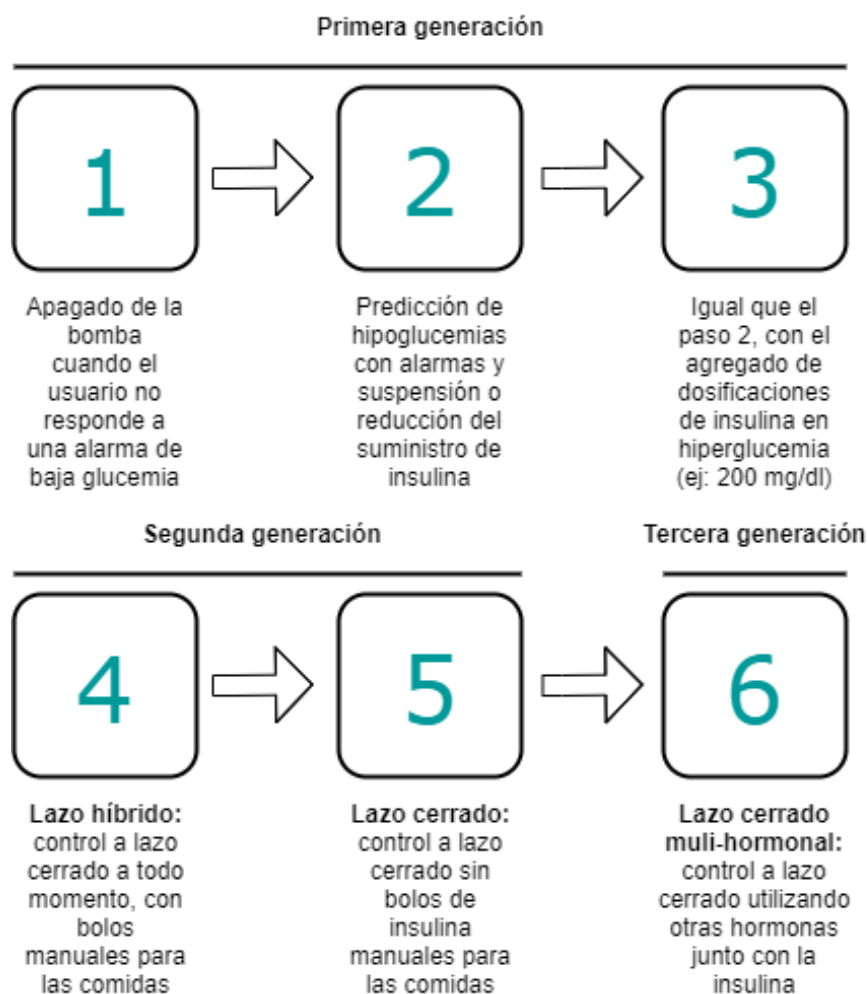 Primera generación
1
2
3
Apagado de la
bomba
cuando el
usuario no
responde a
una alarma de
baja glucemia
Predicción de
hipoglucemias
con alarmas y
suspensión o
reducción del
suministro de
insulina
Igual que el
paso 2, con el
agregado de
dosificaciones
de insulina en
hiperglucemia
(ej: 200 mg/dl)
Segunda generación
Tercera generación
4
5
6
Lazo híbrido:
control a lazo
cerrado a todo
momento, con
bolos
manuales para
las comidas
Lazo cerrado:
control a lazo
cerrado sin
bolos de
insulina
manuales para
las comidas
Lazo cerrado
muli-hormonal:
control a lazo
cerrado utilizando
otras hormonas
junto con la
insulina